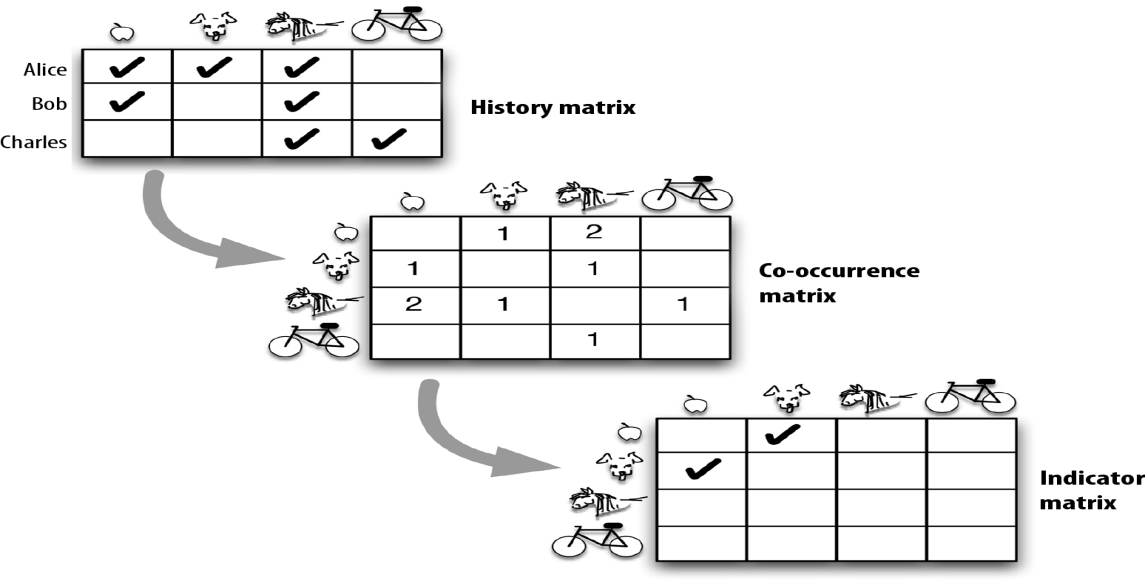 Alice
Bob
Charles
History matrix
1 2
1 1
2 1 1
1
Co-occurrence
matrix
Indicator
matrix